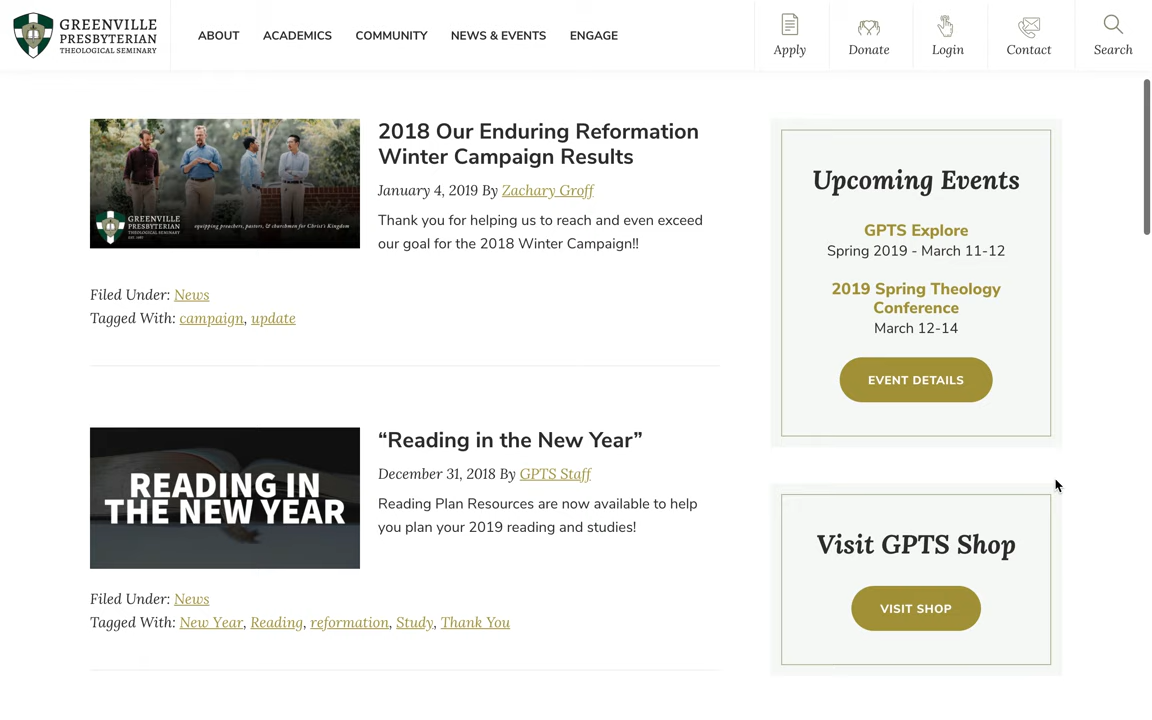 GREENVILLE
PRESBYTERIAN
THEOLOGICAL SEMINARY
ABOUT
ACADEMICS
COMMUNITY
NEWS & EVENTS
ENGAGE
Apply
Donate
Login
Contact
Search
GREENVILLE
PRESBYTERIAN
THEOLOGICAL SEMINARY
equipping preachers, pastors, & churchmen for Christ's Kingdom
2018 Our Enduring Reformation
Winter Campaign Results
January 4, 2019 By Zachary Groff
Thank you for helping us to reach and even exceed
our goal for the 2018 Winter Campaign!!
Filed Under: News
Tagged With: campaign, update
READING IN
THE NEW YEAR
“Reading in the New Year”
December 31, 2018 By GPTS Staff
Reading Plan Resources are now available to help
you plan your 2019 reading and studies!
Filed Under: News
Tagged With: New Year, Reading, reformation, Study, Thank You
Upcoming Events
GPTS Explore
Spring 2019 - March 11-12
2019 Spring Theology
Conference
March 12-14
EVENT DETAILS
Visit GPTS Shop
VISIT SHOP